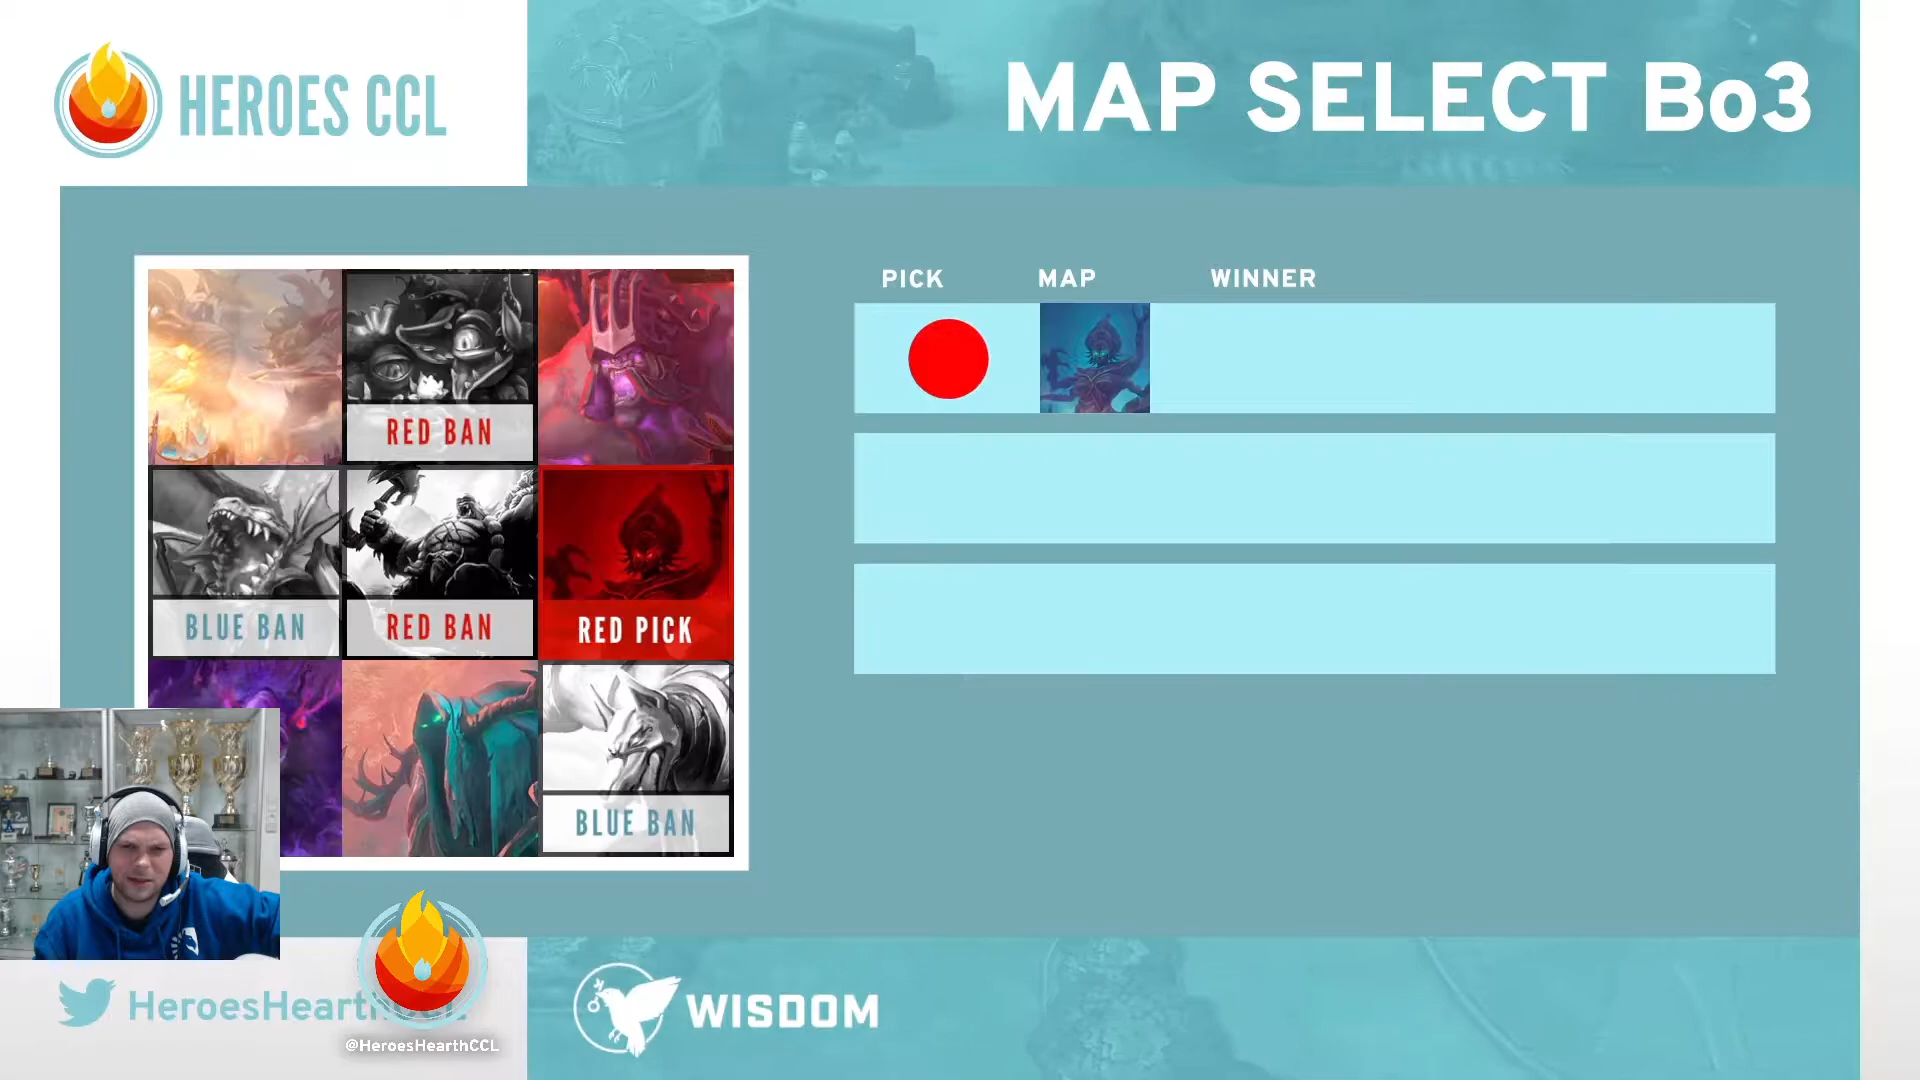 HEROES CCL
MAP SELECT Bo3
PICK MAP WINNER
RED BAN
BLUE BAN
RED BAN
RED PICK
BLUE BAN
HeroesHearth
@HeroesHearthCCL
WISDOM